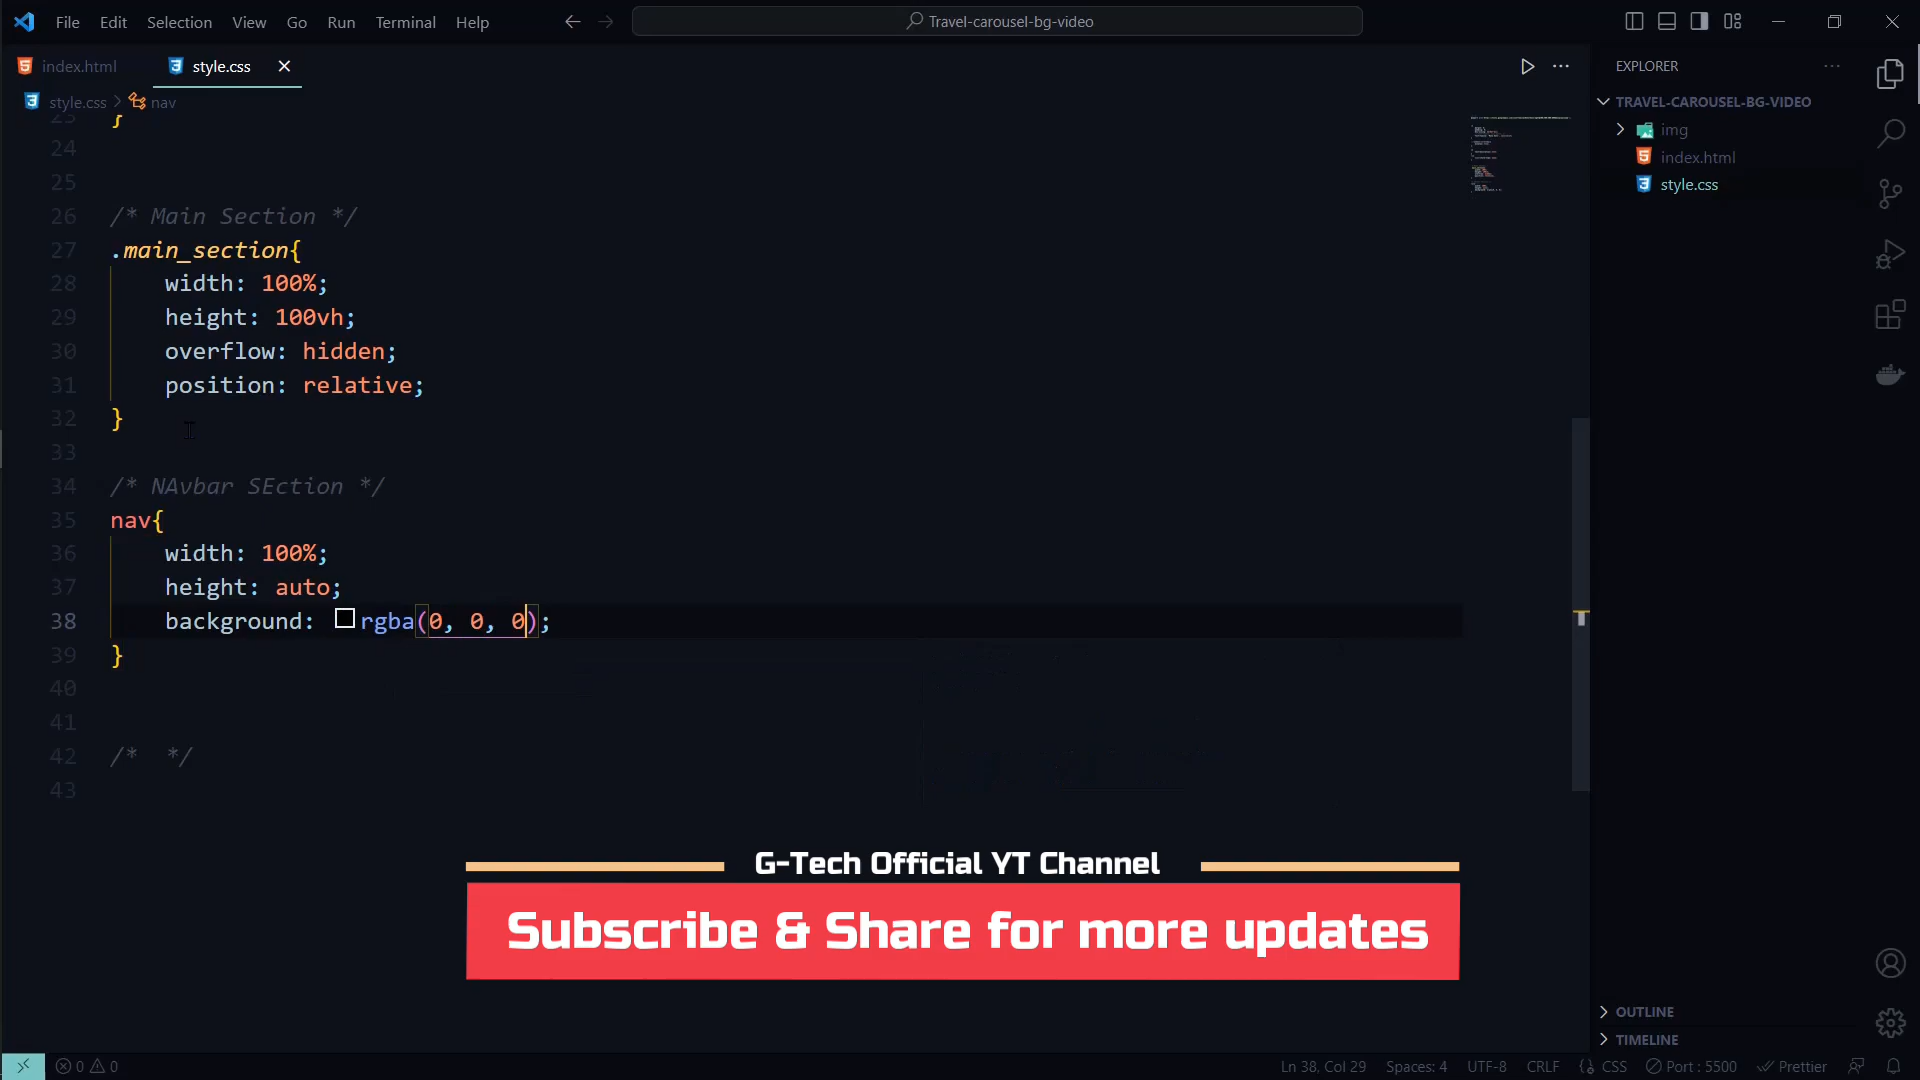 File Edit Selection View Go Run Terminal Help
Travel-carousel-bg-video
index.html
style.css
style.css > nav
23 }
24
25
26 /* Main Section */
27 .main_section{
28 width: 100%;
29 height: 100vh;
30 overflow: hidden;
31 position: relative;
32 }
33
34 /* NAvbar SEction */
35 nav{
36 width: 100%;
37 height: auto;
38 background: rgba(0, 0, 0);
39 }
40
41
42 /*  */
43
EXPLORER
TRAVEL-CAROUSEL-BG-VIDEO
img
index.html
style.css
OUTLINE
TIMELINE
G-Tech Official YT Channel
Subscribe & Share for more updates
0 0
Ln 38, Col 29 Spaces: 4 UTF-8 CRLF {} CSS Port : 5500 Prettier